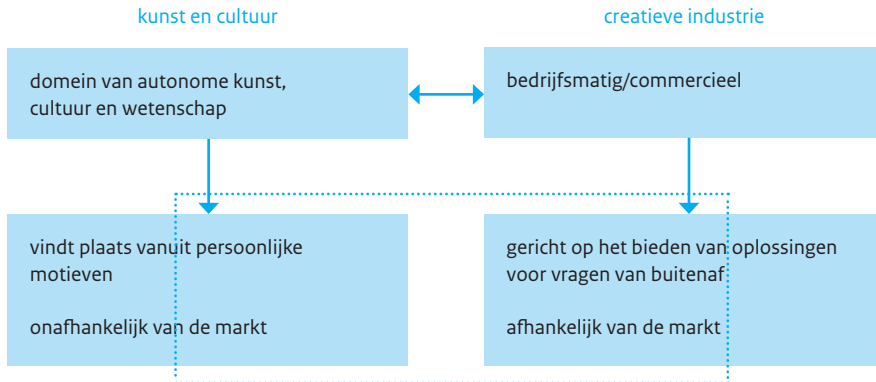 kunst en cultuur
creatieve industrie
domein van autonome kunst,
cultuur en wetenschap
bedrijfsmatig/commercieel
vindt plaats vanuit persoonlijke
motieven
onafhankelijk van de markt
gericht op het bieden van oplossingen
voor vragen van buitenaf
afhankelijk van de markt